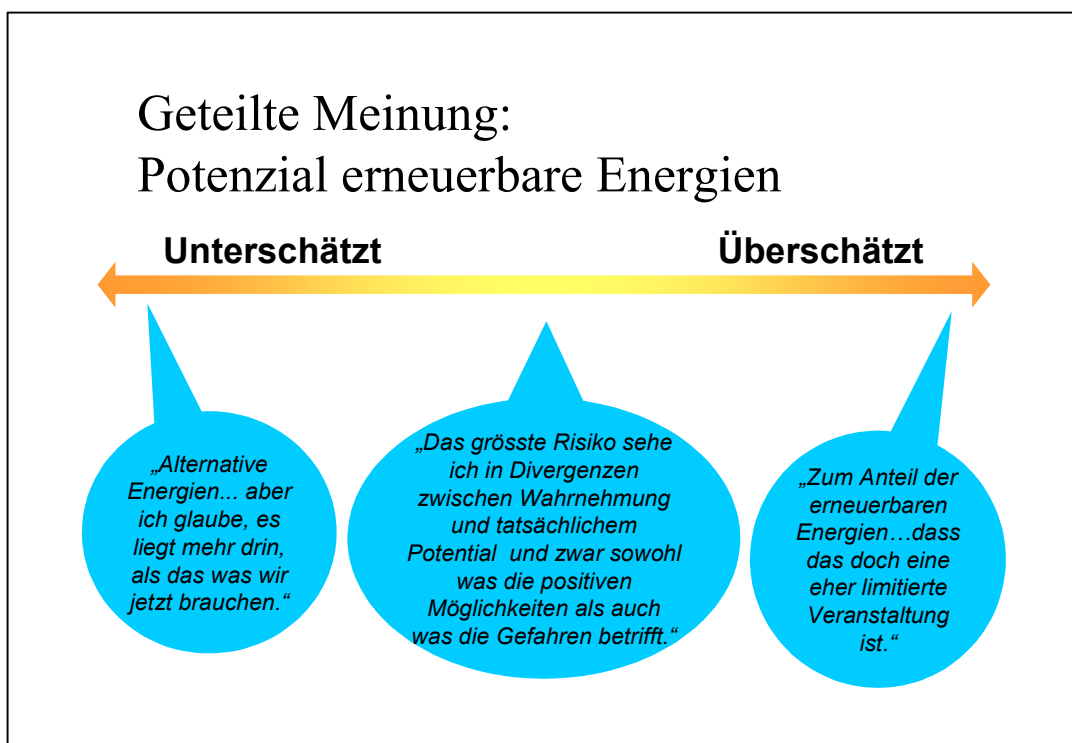 Geteilte Meinung:
Potenzial erneuerbare Energien
Unterschätzt
Überschätzt
„Alternative
Energien... aber
ich glaube, es
liegt mehr drin,
als das was wir
jetzt brauchen.“
„Das grösste Risiko sehe
ich in Divergenzen
zwischen Wahrnehmung
und tatsächlichem
Potential  und zwar sowohl
was die positiven
Möglichkeiten als auch
was die Gefahren betrifft.“
„Zum Anteil der
erneuerbaren
Energien…dass
das doch eine
eher limitierte
Veranstaltung
ist.“